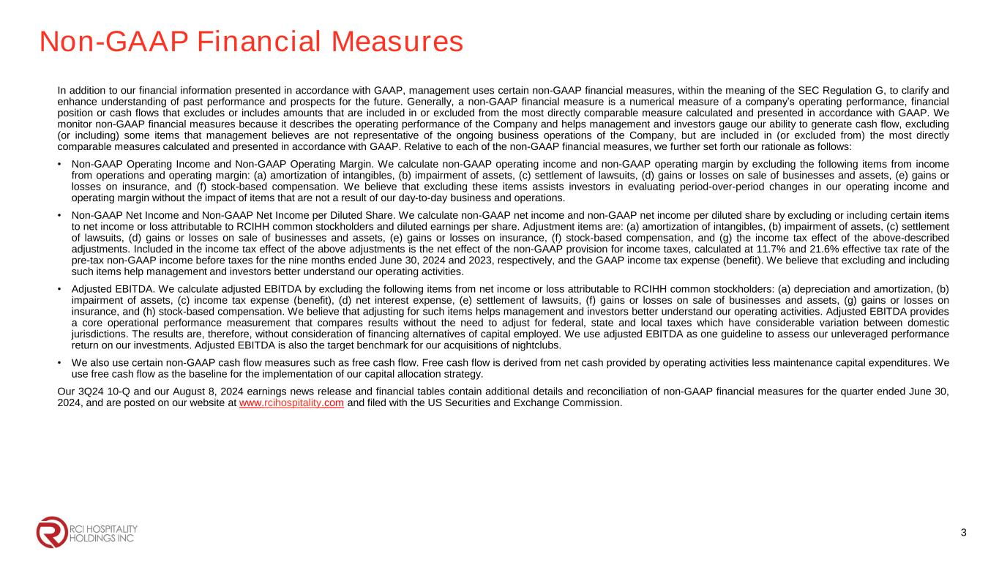 Non-GAAP Financial Measures
In addition to our financial information presented in accordance with GAAP, management uses certain non-GAAP financial measures, within the meaning of the SEC Regulation G, to clarify and
enhance understanding of past performance and prospects for the future. Generally, a non-GAAP financial measure is a numerical measure of a company's operating performance, financial
position or cash flows that excludes or includes amounts that are included in or excluded from the most directly comparable measure calculated and presented in accordance with GAAP. We
monitor non-GAAP financial measures because it describes the operating performance of the Company and helps management and investors gauge our ability to generate cash flow, excluding
(or including) some items that management believes are not representative of the ongoing business operations of the Company, but are included in (or excluded from) the most directly
comparable measures calculated and presented in accordance with GAAP. Relative to each of the non-GAAP financial measures, we further set forth our rationale as follows:
• Non-GAAP Operating Income and Non-GAAP Operating Margin. We calculate non-GAAP operating income and non-GAAP operating margin by excluding the following items from income
from operations and operating margin: (a) amortization of intangibles, (b) impairment of assets, (c) settlement of lawsuits, (d) gains or losses on sale of businesses and assets, (e) gains or
losses on insurance, and (f) stock-based compensation. We believe that excluding these items assists investors in evaluating period-over-period changes in our operating income and
operating margin without the impact of items that are not a result of our day-to-day business and operations.
• Non-GAAP Net Income and Non-GAAP Net Income per Diluted Share. We calculate non-GAAP net income and non-GAAP net income per diluted share by excluding or including certain items
to net income or loss attributable to RCIHH common stockholders and diluted earnings per share. Adjustment items are: (a) amortization of intangibles, (b) impairment of assets, (c) settlement
of lawsuits, (d) gains or losses on sale of businesses and assets, (e) gains or losses on insurance, (f) stock-based compensation, and (g) the income tax effect of the above-described
adjustments. Included in the income tax effect of the above adjustments is the net effect of the non-GAAP provision for income taxes, calculated at 11.7% and 21.6% effective tax rate of the
pre-tax non-GAAP income before taxes for the nine months ended June 30, 2024 and 2023, respectively, and the GAAP income tax expense (benefit). We believe that excluding and including
such items help management and investors better understand our operating activities.
• Adjusted EBITDA. We calculate adjusted EBITDA by excluding the following items from net income or loss attributable to RCIHH common stockholders: (a) depreciation and amortization, (b)
impairment of assets, (c) income tax expense (benefit), (d) net interest expense, (e) settlement of lawsuits, (f) gains or losses on sale of businesses and assets, (g) gains or losses on
insurance, and (h) stock-based compensation. We believe that adjusting for such items helps management and investors better understand our operating activities. Adjusted EBITDA provides
a core operational performance measurement that compares results without the need to adjust for federal, state and local taxes which have considerable variation between domestic
jurisdictions. The results are, therefore, without consideration of financing alternatives of capital employed. We use adjusted EBITDA as one guideline to assess our unleveraged performance
return on our investments. Adjusted EBITDA is also the target benchmark for our acquisitions of nightclubs.
• We also use certain non-GAAP cash flow measures such as free cash flow. Free cash flow is derived from net cash provided by operating activities less maintenance capital expenditures. We
use free cash flow as the baseline for the implementation of our capital allocation strategy.
Our 3Q24 10-Q and our August 8, 2024 earnings news release and financial tables contain additional details and reconciliation of non-GAAP financial measures for the quarter ended June 30,
2024, and are posted on our website at www.rcihospitality.com and filed with the US Securities and Exchange Commission.
RCI HOSPITALITY
HOLDINGS INC
3